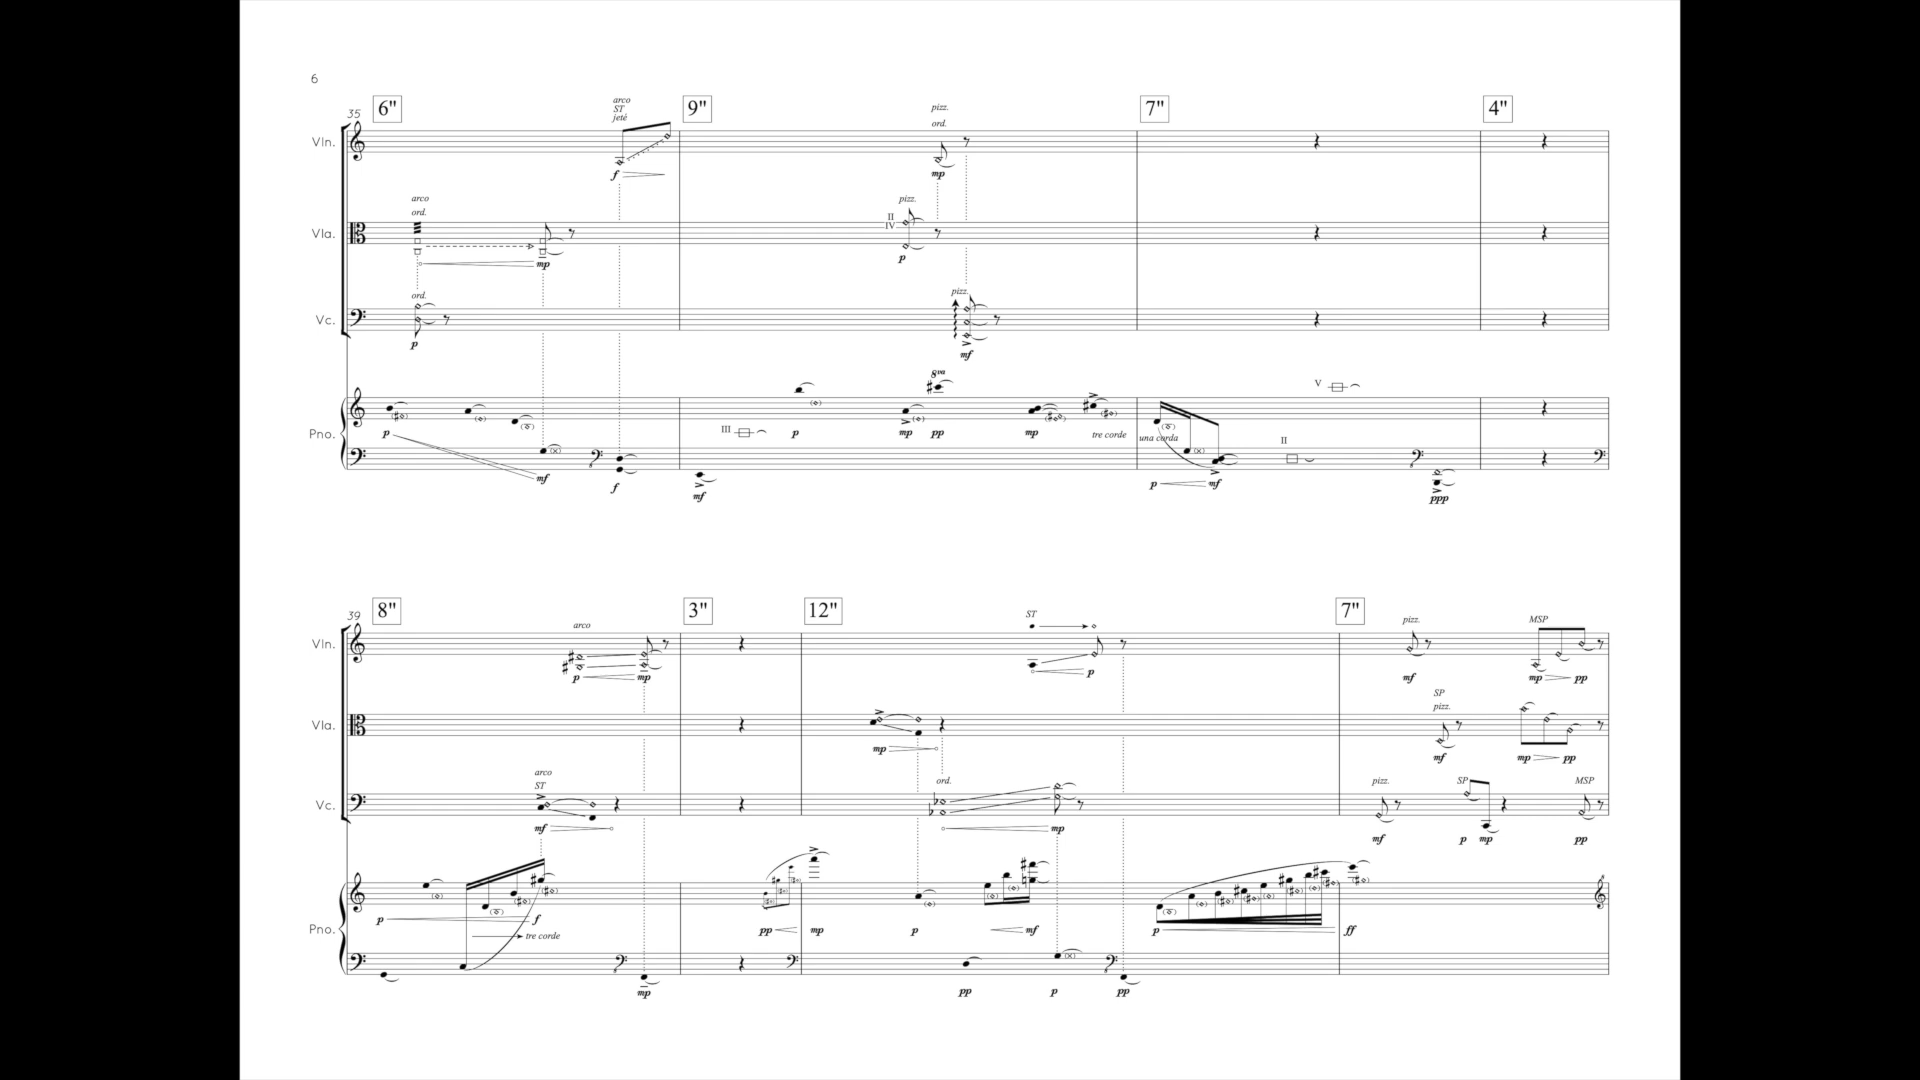 6
35 6" 9" 7" 4"
arco
ST
jeté
pizz.
ord.
Vln.
f mp
arco
ord.
pizz.
II
IV
Vla.
mp p
ord.
pizz.
Vc.
p mf
8va
V
III
Pno.
p p mp pp mp tre corde una corda
II
mf f mf p mf ppp
39 8" 3" 12" 7"
arco ST pizz. MSP
Vln.
p mp p mf mp pp
SP
pizz.
Vla.
mp mf mp pp
arco
ST
ord. pizz. SP MSP
Vc.
mf mp mf p mp pp
Pno.
p f pp mp p mf p ff
tre corde
mp pp p pp